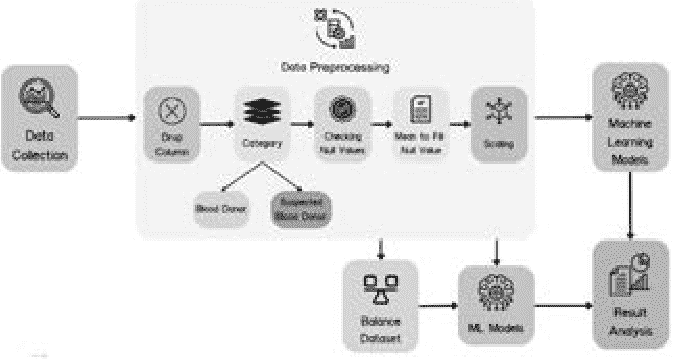 Data Preprocessing
Data
Collection
Drop
Column
Category
Checking
Null Values
Mean to Fill
Null Value
Scaling
Machine
Learning
Models
Blood Donor
Suspected
Blood Donor
Balance
Dataset
ML Models
Result
Analysis